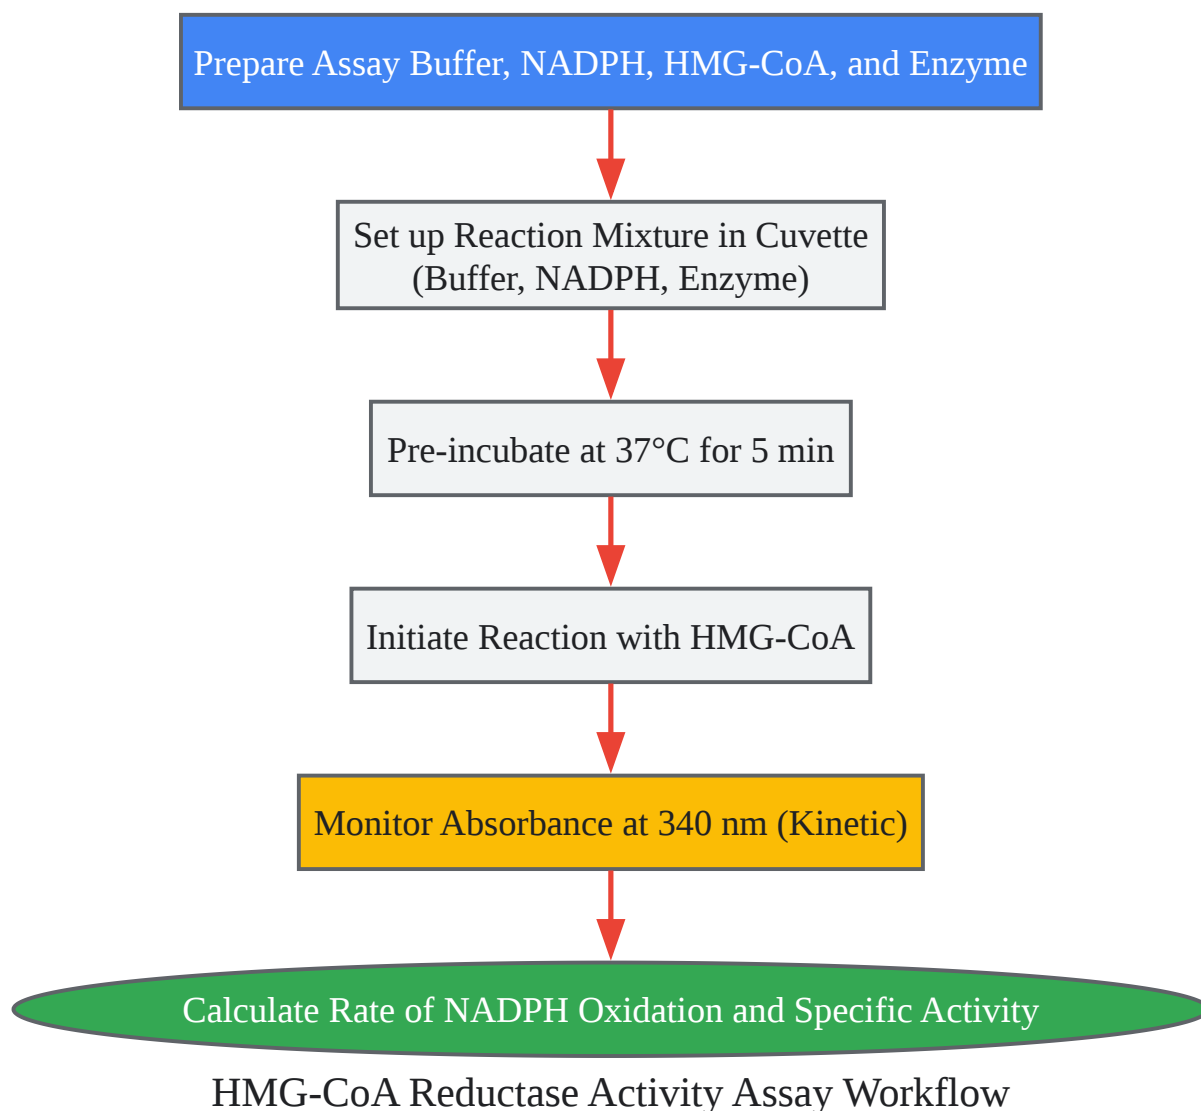 Prepare Assay Buffer, NADPH, HMG-CoA, and Enzyme
Set up Reaction Mixture in Cuvette
(Buffer, NADPH, Enzyme)
Pre-incubate at 37°C for 5 min
Initiate Reaction with HMG-CoA
Monitor Absorbance at 340 nm (Kinetic)
Calculate Rate of NADPH Oxidation and Specific Activity
HMG-CoA Reductase Activity Assay Workflow